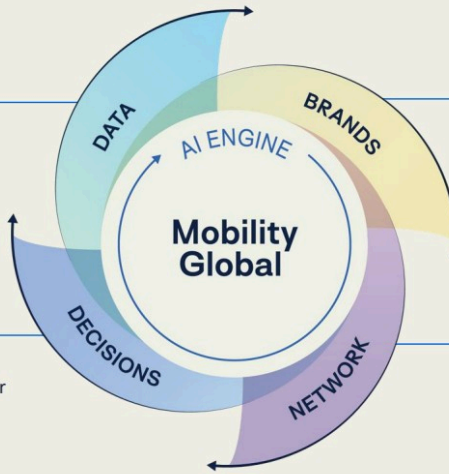 DATA
BRANDS
AI ENGINE
Mobility
Global
DECISIONS
NETWORK
r